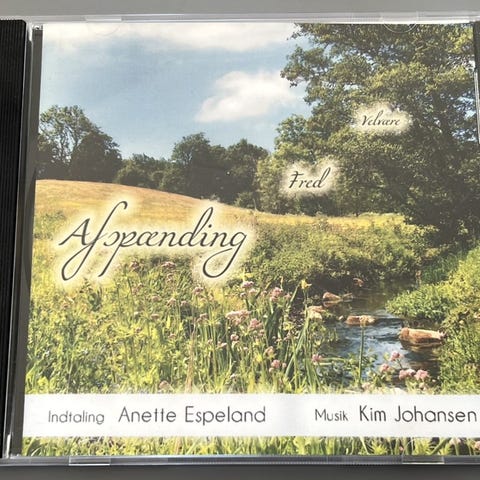 Velvære
Fred
Afspænding
Indtaling Anette Espeland Musik Kim Johansen